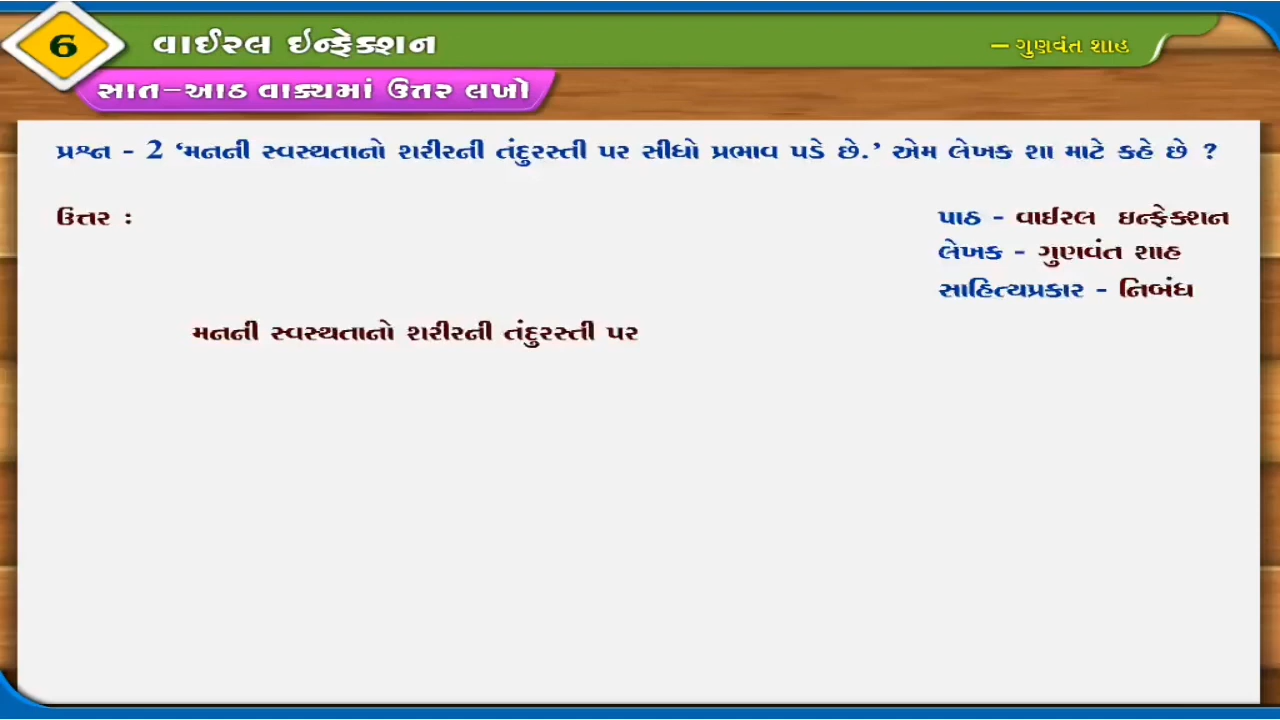 6
વાઈરલ ઇન્ફેક્શન
– ગુણવંત શાહ
સાત-આઠ વાક્યમાં ઉત્તર લખો
પ્રશ્ન - 2 ‘મનની સ્વસ્થતાનો શરીરની તંદુરસ્તી પર સીધો પ્રભાવ પડે છે.’ એમ લેખક શા માટે કહે છે ?
ઉત્તર :
પાઠ - વાઈરલ ઇન્ફેક્શન
લેખક - ગુણવંત શાહ
સાહિત્યપ્રકાર - નિબંધ
મનની સ્વસ્થતાનો શરીરની તંદુરસ્તી પર